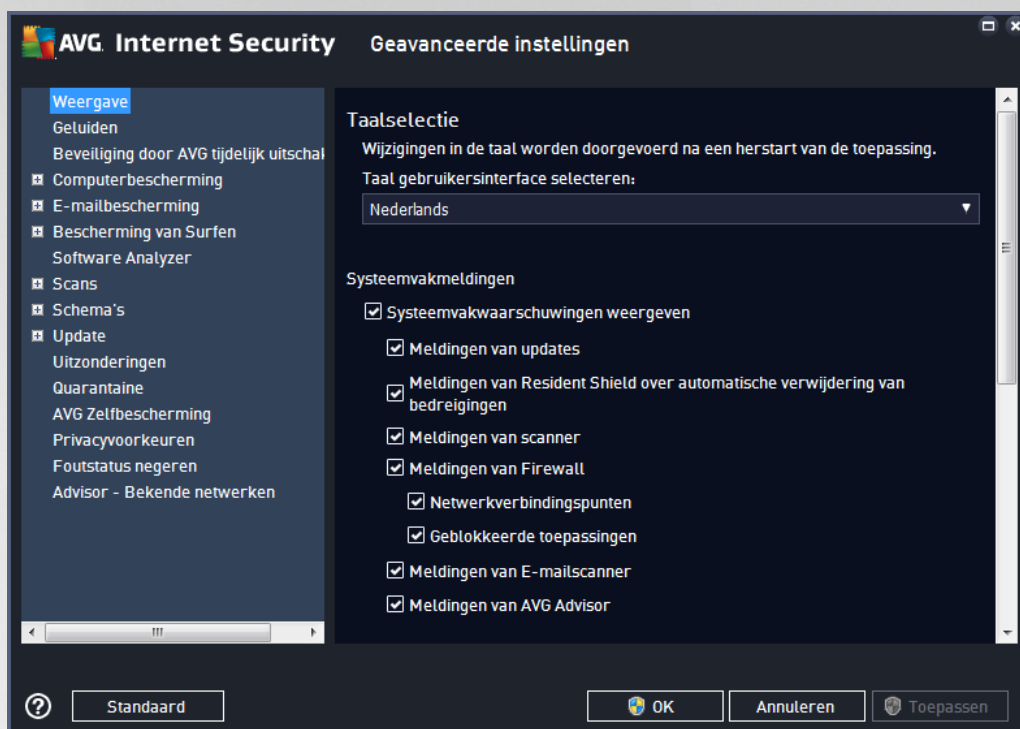 AVG. Internet Security Geavanceerde instellingen
Weergave
Geluiden
Beveiliging door AVG tijdelijk uitschak
Computerbescherming
E-mailbescherming
Bescherming van Surfen
Software Analyzer
Scans
Schema's
Update
Uitzonderingen
Quarantaine
AVG Zelfbescherming
Privacyvoorkeuren
Foutstatus negeren
Advisor - Bekende netwerken
Taalselectie
Wijzigingen in de taal worden doorgevoerd na een herstart van de toepassing.
Taal gebruikersinterface selecteren:
Nederlands
Systeemvakmeldingen
Systeemvakwaarschuwingen weergeven
Meldingen van updates
Meldingen van Resident Shield over automatische verwijdering van
bedreigingen
Meldingen van scanner
Meldingen van Firewall
Netwerkverbindingspunten
Geblokkeerde toepassingen
Meldingen van E-mailscanner
Meldingen van AVG Advisor
Standaard
OK
Annuleren
Toepassen